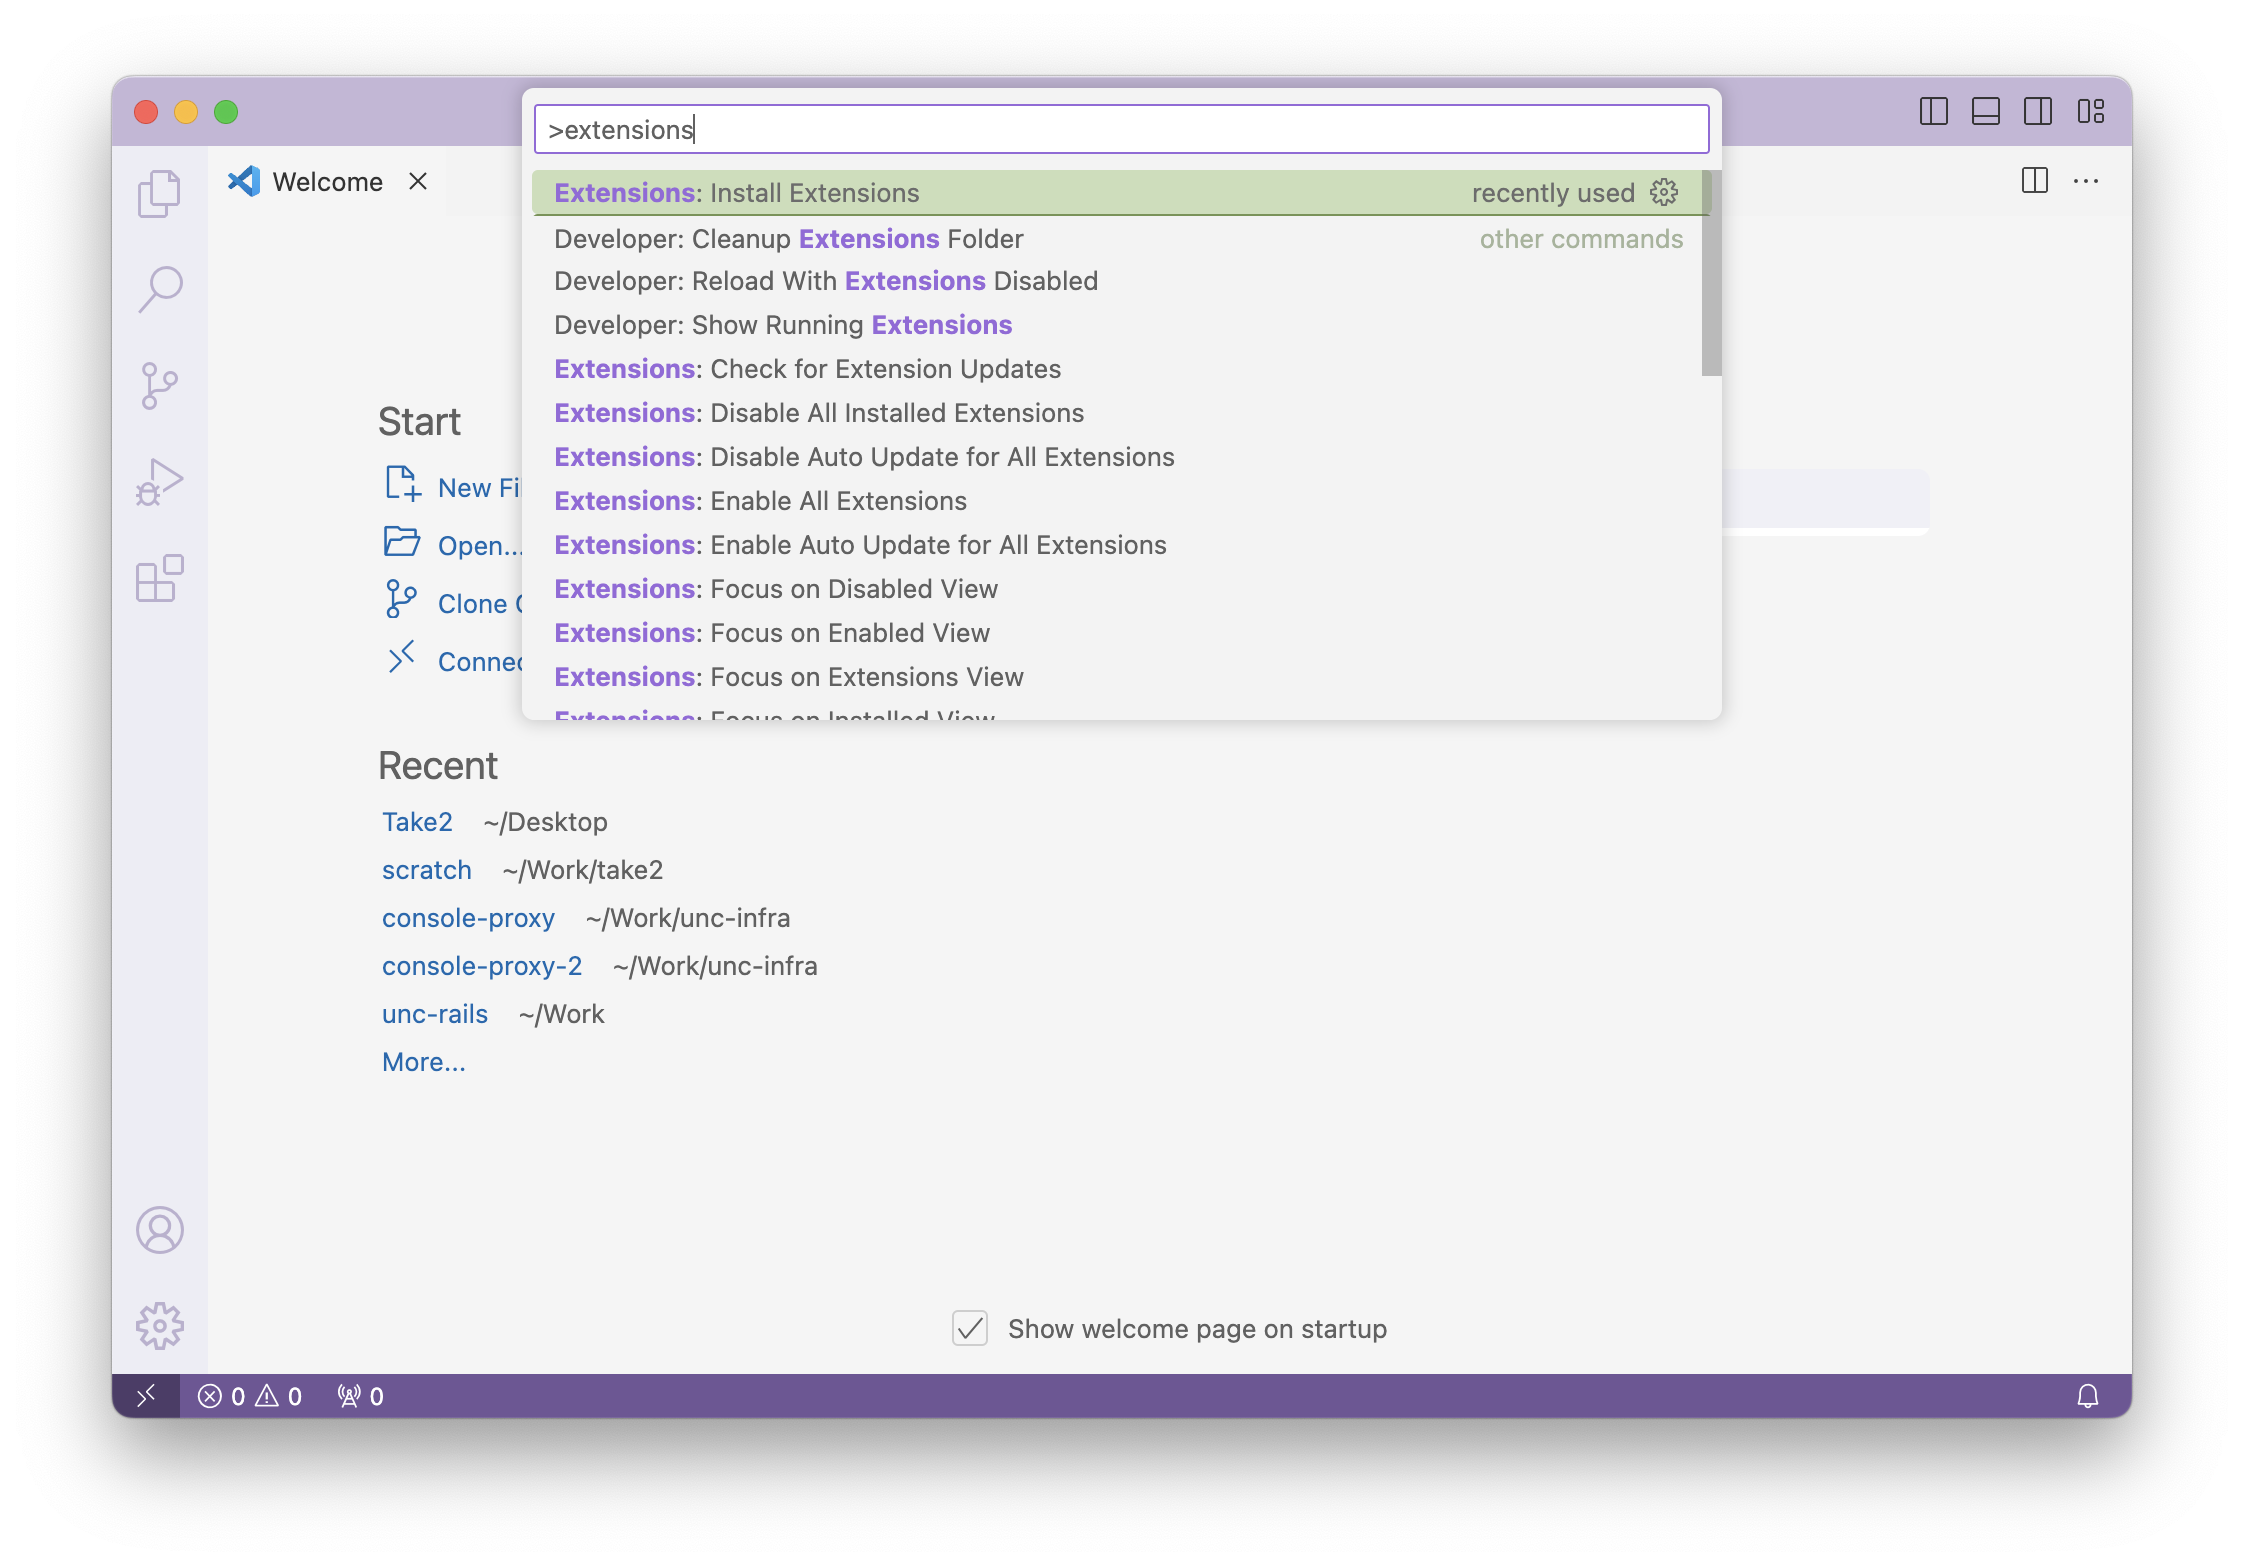 >extensions
Welcome
Extensions: Install Extensions recently used
Developer: Cleanup Extensions Folder other commands
Developer: Reload With Extensions Disabled
Developer: Show Running Extensions
Extensions: Check for Extension Updates
Extensions: Disable All Installed Extensions
Extensions: Disable Auto Update for All Extensions
Extensions: Enable All Extensions
Extensions: Enable Auto Update for All Extensions
Extensions: Focus on Disabled View
Extensions: Focus on Enabled View
Extensions: Focus on Extensions View
Extensions: Focus on Installed View
Start
New Fi
Open...
Clone
Connec
Recent
Take2 ~/Desktop
scratch ~/Work/take2
console-proxy ~/Work/unc-infra
console-proxy-2 ~/Work/unc-infra
unc-rails ~/Work
More...
Show welcome page on startup
0 0 0